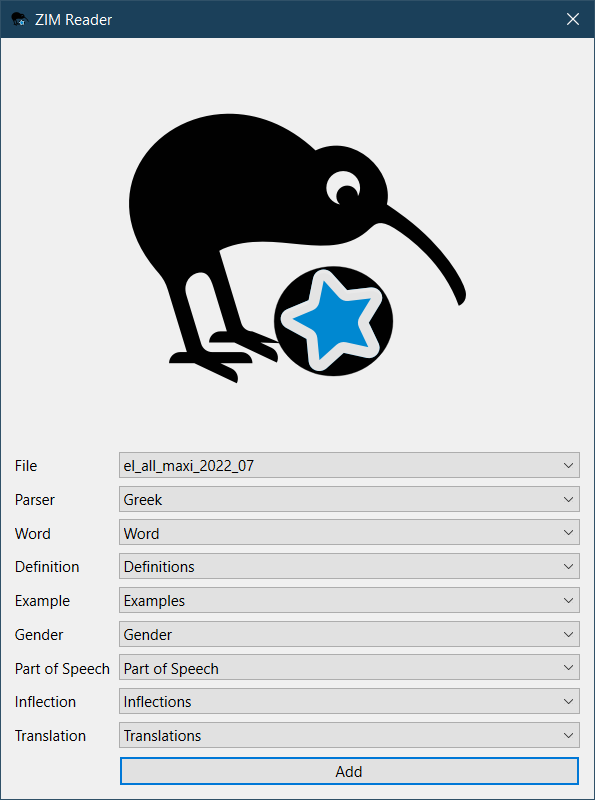 ZIM Reader
File el_all_maxi_2022_07
Parser Greek
Word Word
Definition Definitions
Example Examples
Gender Gender
Part of Speech Part of Speech
Inflection Inflections
Translation Translations
Add